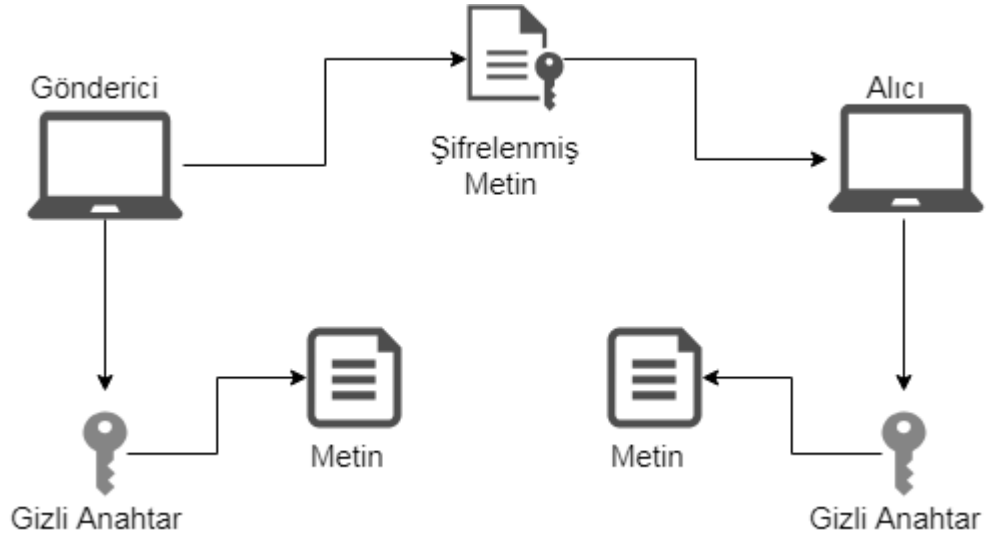 Gönderici
Alıcı
Şifrelenmiş
Metin
Metin
Metin
Gizli Anahtar
Gizli Anahtar